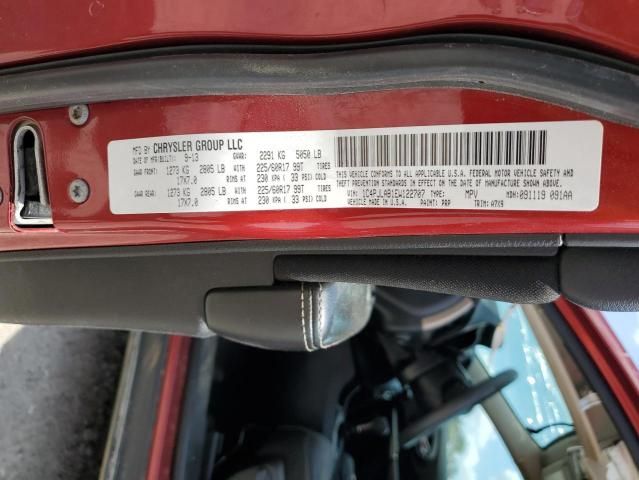 MFD BY CHRYSLER GROUP LLC
DATE OF MFR(BUILT): 9-13 GVWR: 2291 KG 5050 LB
GAWR FRONT: 1273 KG 2805 LB WITH 225/60R17 99T TIRES
17X7.0 RIMS AT 230 KPA ( 33 PSI) COLD
GAWR REAR: 1273 KG 2805 LB WITH 225/60R17 99T TIRES
17X7.0 RIMS AT 230 KPA ( 33 PSI) COLD
THIS VEHICLE CONFORMS TO ALL APPLICABLE U.S.A. FEDERAL MOTOR VEHICLE
SAFETY, BUMPER, AND THEFT PREVENTION STANDARDS IN EFFECT ON THE DATE OF MANUFACTURE SHOWN ABOVE.
VIN: 1C4PJLAB1EW122707 TYPE: MPV MDH: 091119 091AA
MADE IN U.S.A. PAINT: PRP TRIM: A7X9